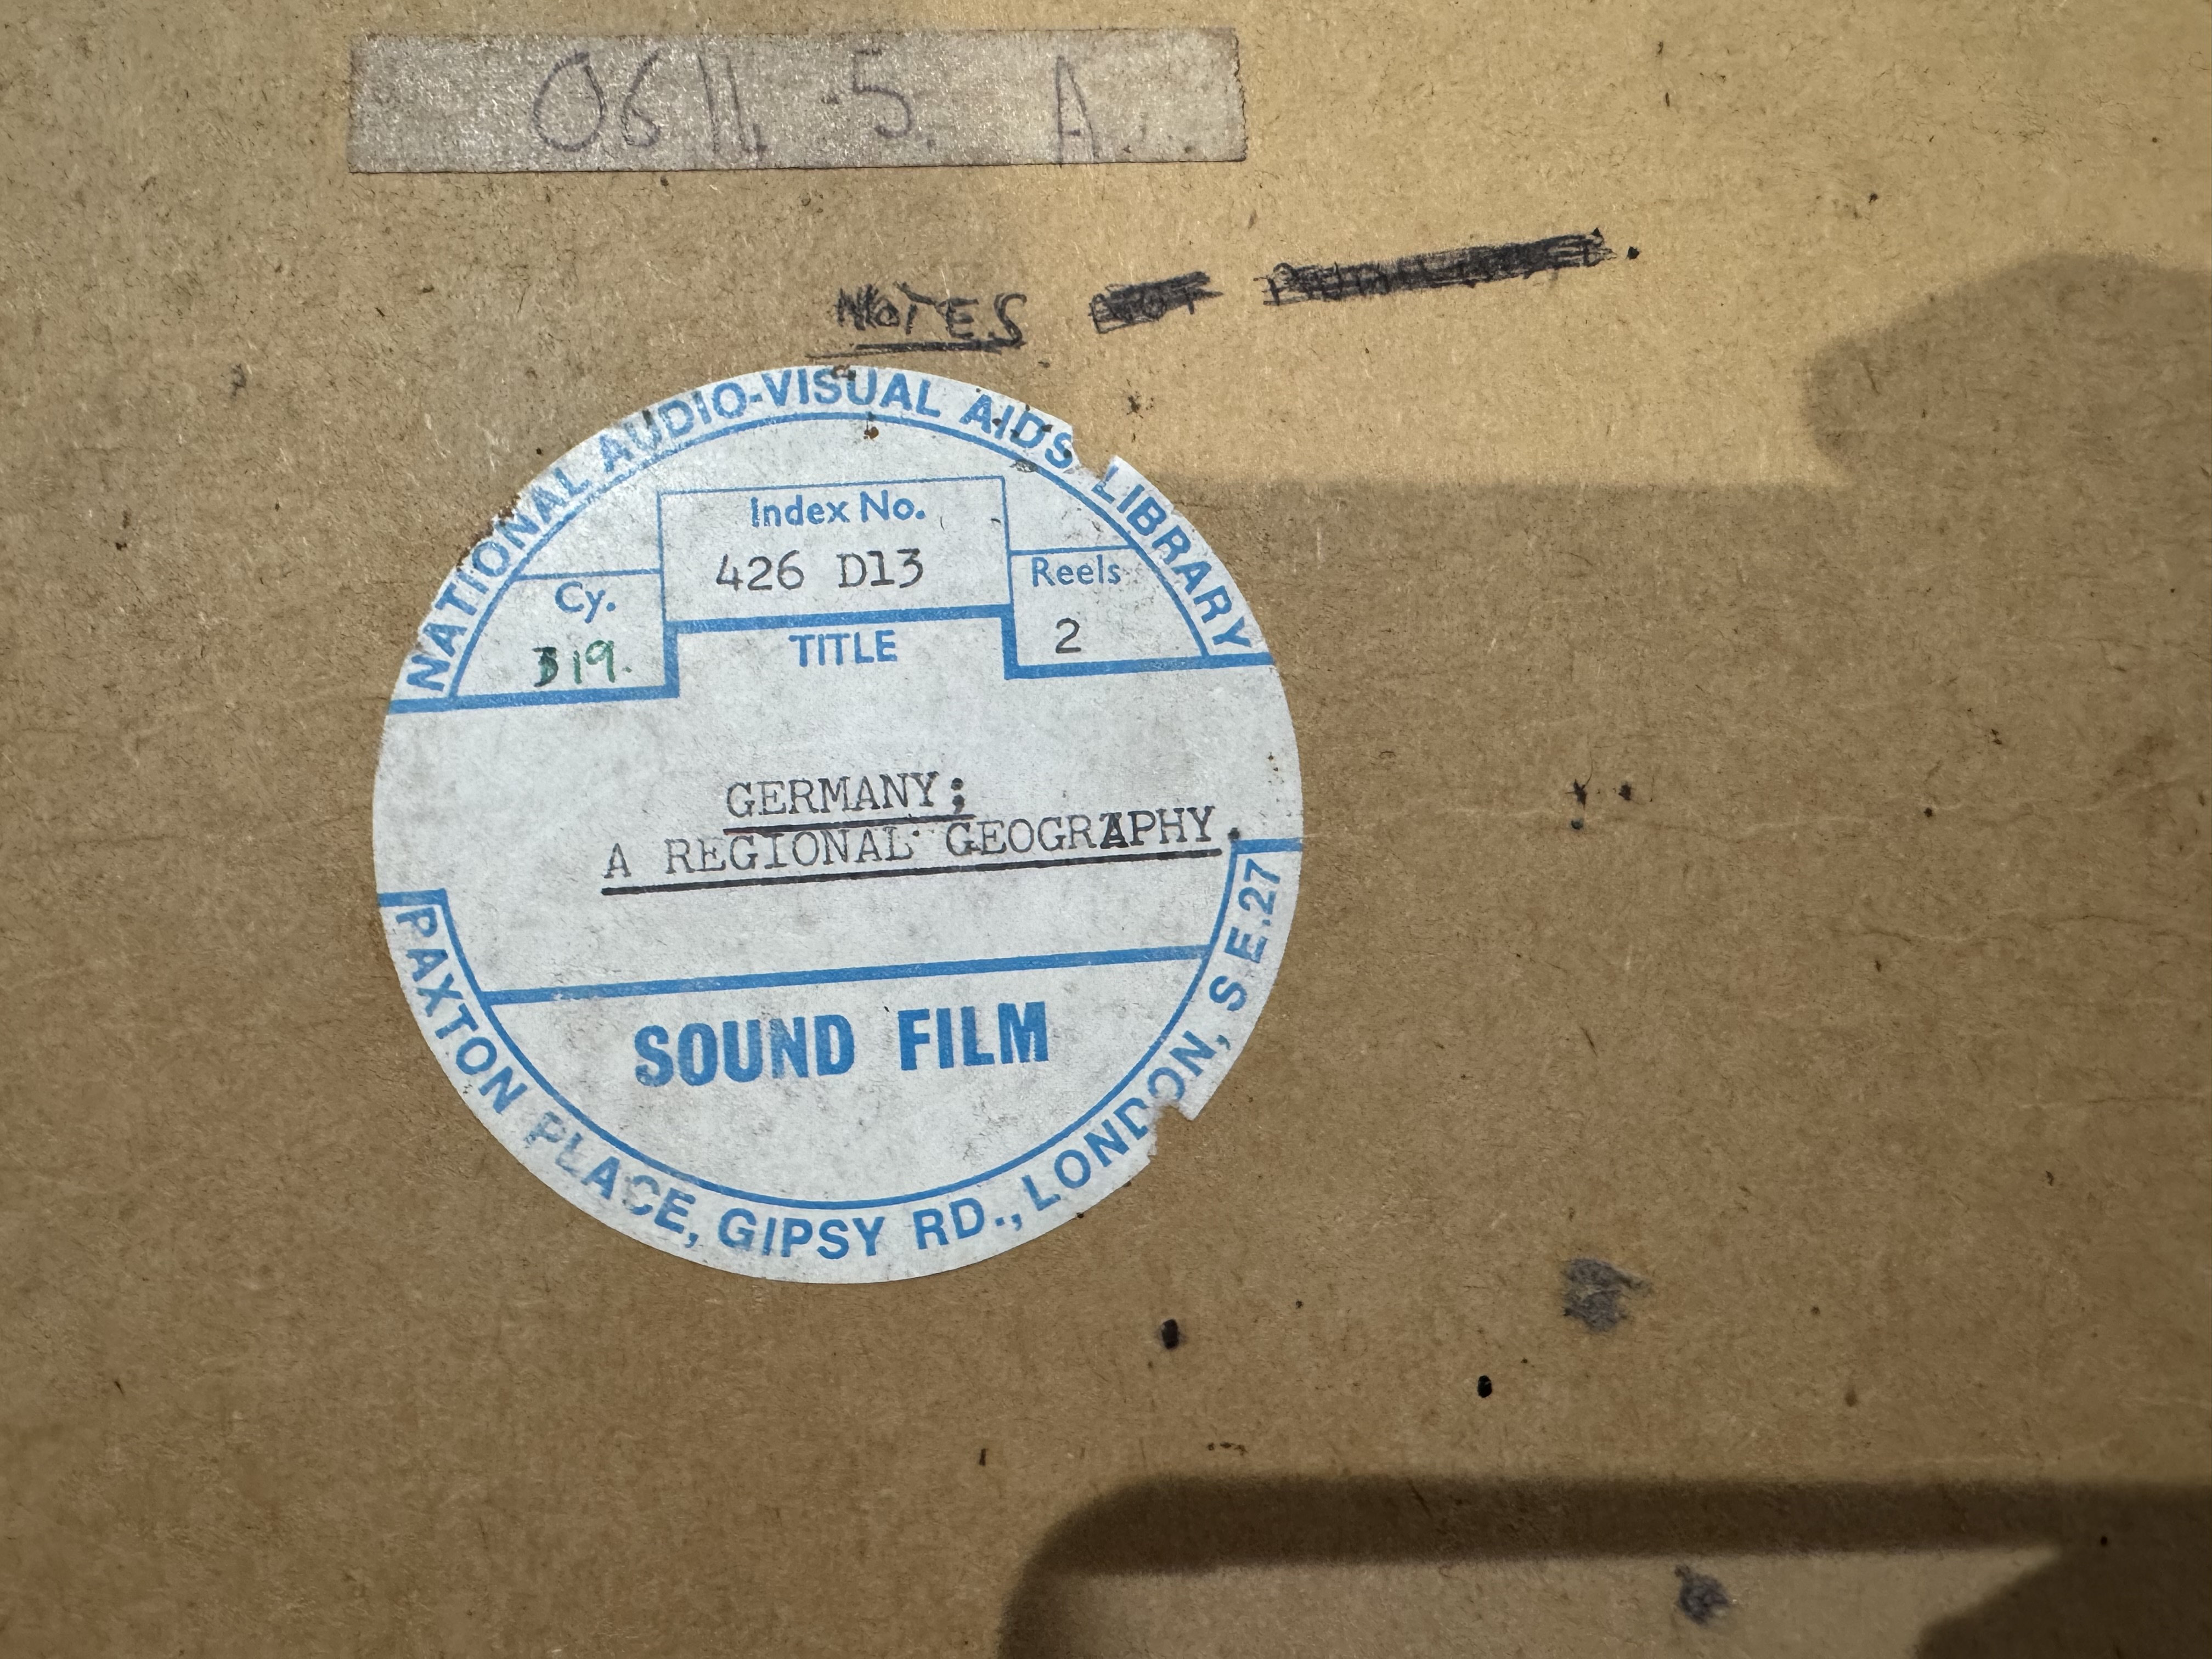 0611. 5. A.
NOTES NOT
NATIONAL AUDIO-VISUAL AIDS LIBRARY
Index No.
426 D13
Cy.
B19.
Reels
2
TITLE
GERMANY;
A REGIONAL GEOGRAPHY.
SOUND FILM
PAXTON PLACE, GIPSY RD., LONDON, S.E.27